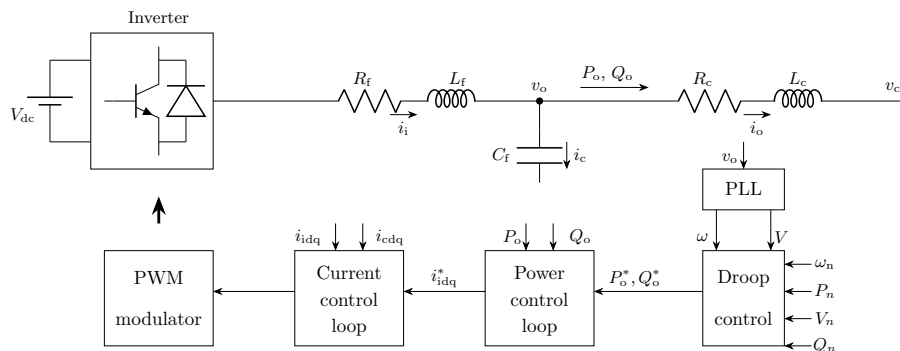 Inverter
V_dc
R_f
L_f
v_o
P_o, Q_o
R_c
L_c
v_c
i_i
C_f
i_c
i_o
v_o
PLL
ω
V
i_idq
i_cdq
P_o
Q_o
PWM
modulator
Current
control
loop
i*_idq
Power
control
loop
P*_o, Q*_o
Droop
control
ω_n
P_n
V_n
Q_n